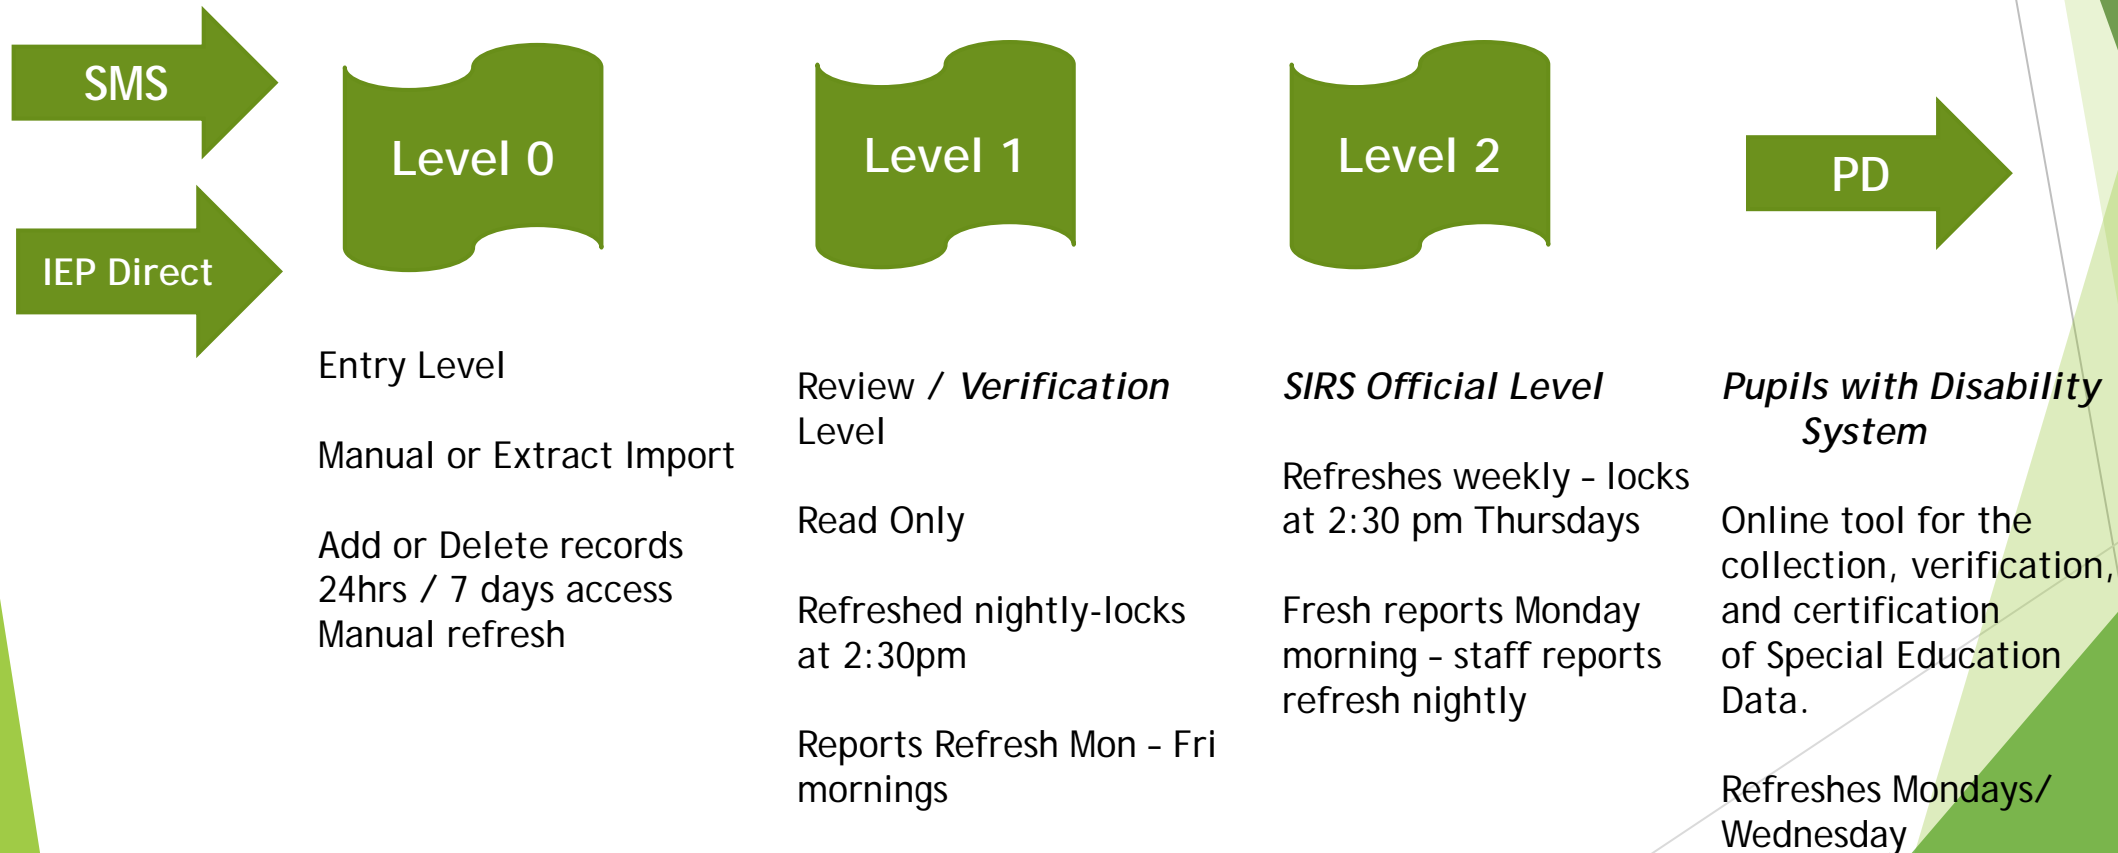 SMS
IEP Direct
Level 0
Entry Level
Manual or Extract Import
Add or Delete records
24hrs / 7 days access
Manual refresh
Level 1
Review / Verification
Level
Read Only
Refreshed nightly-locks
at 2:30pm
Reports Refresh Mon – Fri
mornings
Level 2
SIRS Official Level
Refreshes weekly – locks
at 2:30 pm Thursdays
Fresh reports Monday
morning – staff reports
refresh nightly
PD
Pupils with Disability
System
Online tool for the
collection, verification,
and certification
of Special Education
Data.
Refreshes Mondays/
Wednesday